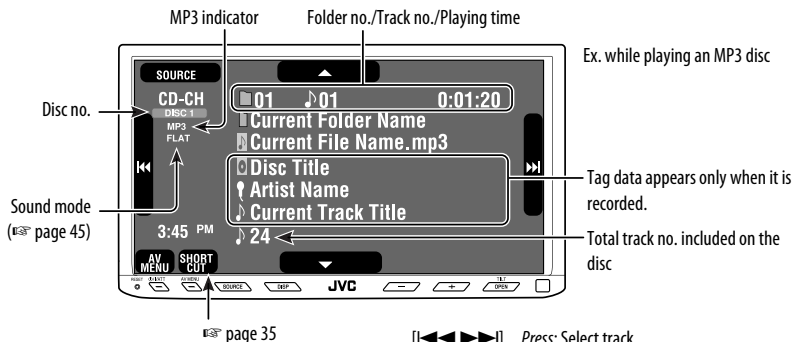 MP3 indicator
Folder no./Track no./Playing time
Ex. while playing an MP3 disc
SOURCE
CD-CH
DISC 1
MP3
FLAT
01 01 0:01:20
Current Folder Name
Current File Name.mp3
Disc Title
Artist Name
Current Track Title
24
3:45 PM
AV MENU
SHORT CUT
Disc no.
Sound mode
(☞ page 45)
Tag data appears only when it is
recorded.
Total track no. included on the
disc
RESET
AV MENU
SOURCE
DISP
JVC
TILT
OPEN
☞ page 35
[⏮ ⏭] Press: Select track